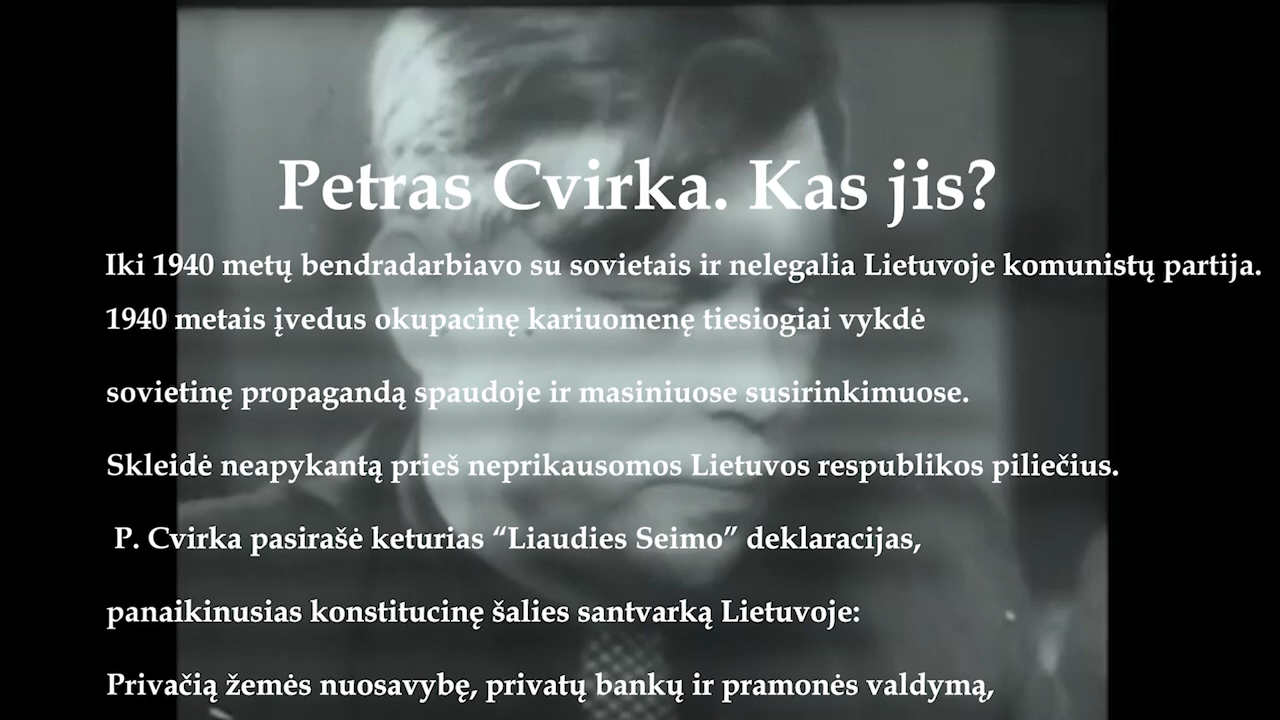 Petras Cvirka. Kas jis?
Iki 1940 metų bendradarbiavo su sovietais ir nelegalia Lietuvoje komunistų partija.
1940 metais įvedus okupacinę kariuomenę tiesiogiai vykdė
sovietinę propagandą spaudoje ir masiniuose susirinkimuose.
Skleidė neapykantą prieš neprikausomos Lietuvos respublikos piliečius.
P. Cvirka pasirašė keturias “Liaudies Seimo” deklaracijas,
panaikinusias konstitucinę šalies santvarką Lietuvoje:
Privačią žemės nuosavybę, privatų bankų ir pramonės valdymą,